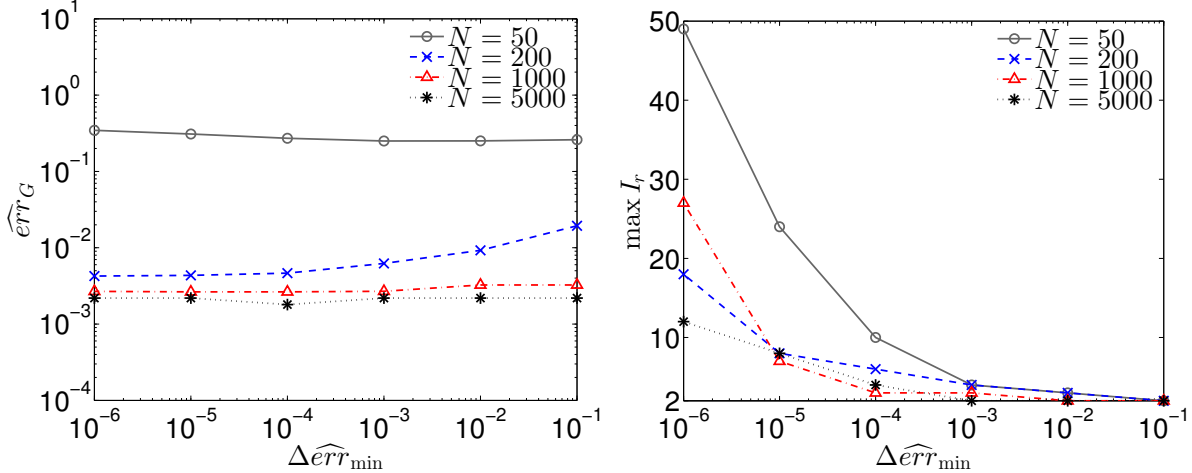 10^1
10^0
10^-1
10^-2
10^-3
10^-4
\widehat{err}_G
N = 50
N = 200
N = 1000
N = 5000
10^-6 10^-5 10^-4 10^-3 10^-2 10^-1
Δ\widehat{err}_min
50
40
30
20
10
2
max I_r
N = 50
N = 200
N = 1000
N = 5000
10^-6 10^-5 10^-4 10^-3 10^-2 10^-1
Δ\widehat{err}_min